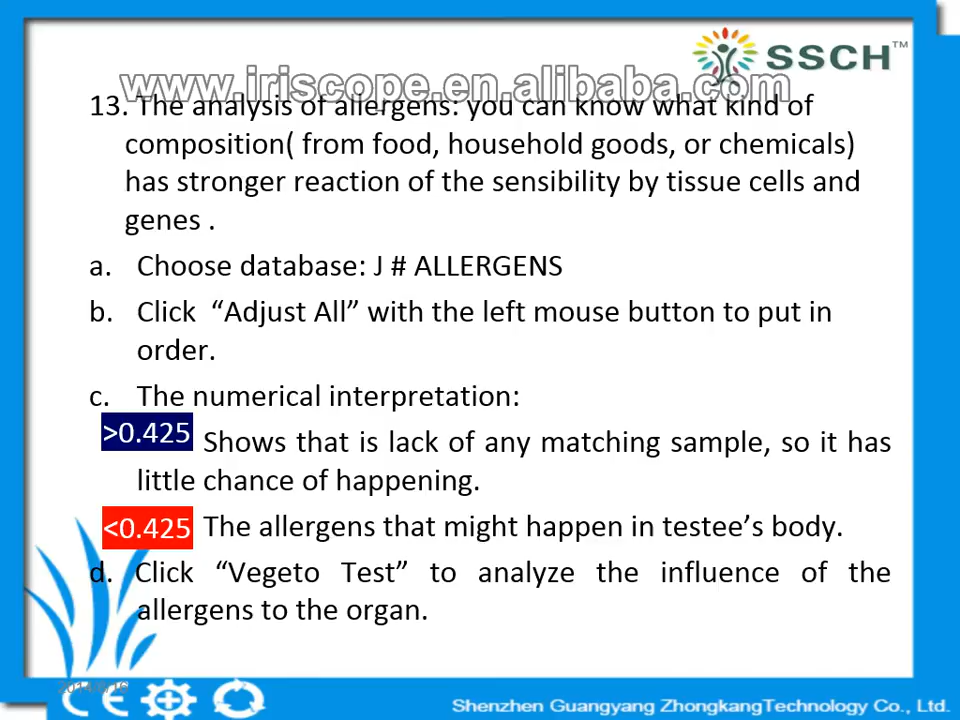 SSCH™
www.iriscope.en.alibaba.com
13. The analysis of allergens: you can know what kind of
composition( from food, household goods, or chemicals)
has stronger reaction of the sensibility by tissue cells and
genes .
a. Choose database: J # ALLERGENS
b. Click “Adjust All” with the left mouse button to put in
order.
c. The numerical interpretation:
>0.425 Shows that is lack of any matching sample, so it has
little chance of happening.
<0.425 The allergens that might happen in testee’s body.
d. Click “Vegeto Test” to analyze the influence of the
allergens to the organ.
CE
Shenzhen Guangyang ZhongkangTechnology Co., Ltd.